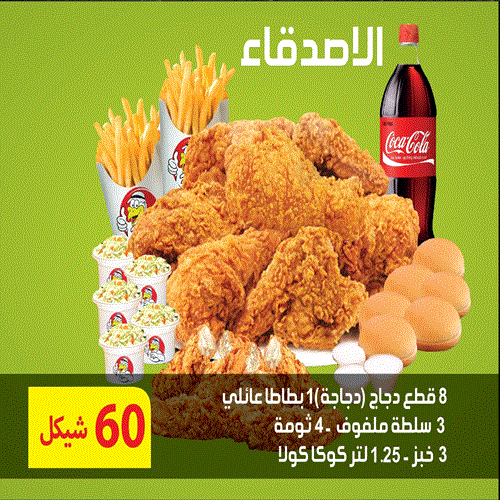 الاصدقاء
Coca-Cola
8 قطع دجاج (دجاجة) 1 بطاطا عائلي
3 سلطة ملفوف - 4 ثومة
3 خبز - 1.25 لتر كوكا كولا
60 شيكل